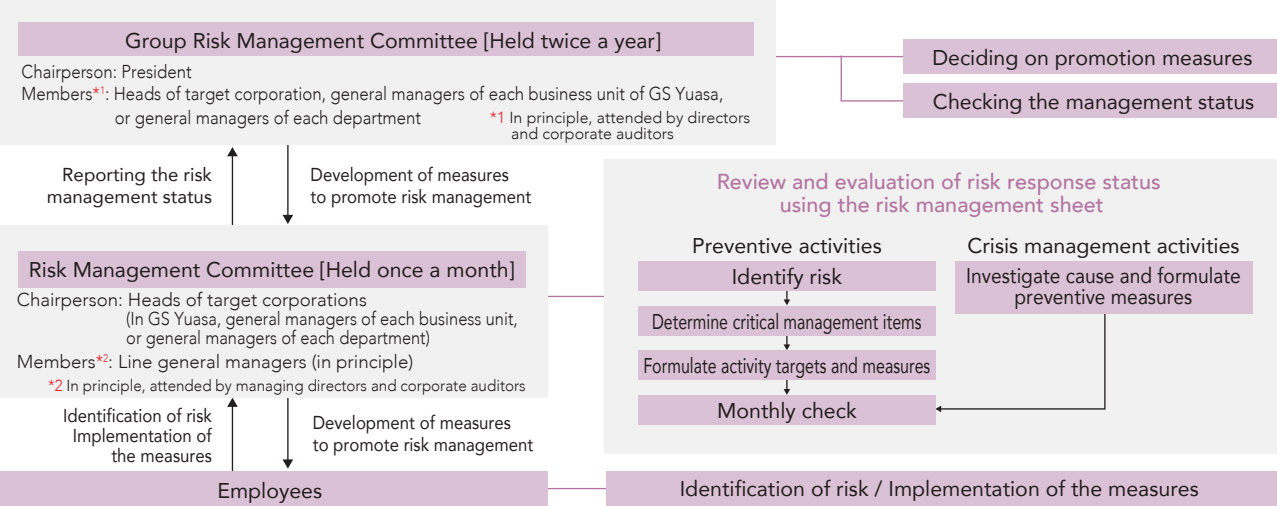 Group Risk Management Committee [Held twice a year]
Chairperson: President
Members*1: Heads of target corporation, general managers of each business unit of GS Yuasa,
or general managers of each department
*1 In principle, attended by directors
and corporate auditors
Deciding on promotion measures
Checking the management status
Reporting the risk
management status
Development of measures
to promote risk management
Risk Management Committee [Held once a month]
Chairperson: Heads of target corporations
(In GS Yuasa, general managers of each business unit,
or general managers of each department)
Members*2: Line general managers (in principle)
*2 In principle, attended by managing directors and corporate auditors
Review and evaluation of risk response status
using the risk management sheet
Preventive activities
Identify risk
Determine critical management items
Formulate activity targets and measures
Monthly check
Crisis management activities
Investigate cause and formulate
preventive measures
Identification of risk
Implementation of
the measures
Development of measures
to promote risk management
Employees
Identification of risk / Implementation of the measures